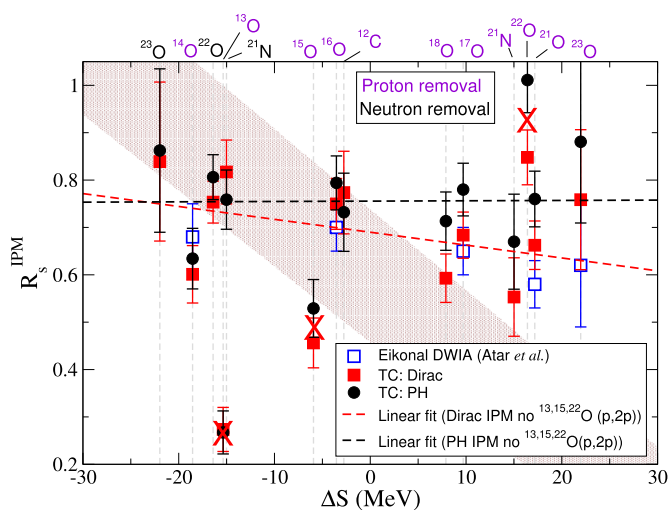 ¹³O
²²O
²³O ¹⁴O ²²O ²¹N ¹⁵O ¹⁶O ¹²C ¹⁸O ¹⁷O ²¹N ²¹O ²³O
Proton removal
Neutron removal
1
0.8
0.6
0.4
0.2
R_s^IPM
Eikonal DWIA (Atar et al.)
TC: Dirac
TC: PH
Linear fit (Dirac IPM no ¹³,¹⁵,²²O (p,2p))
Linear fit (PH IPM no ¹³,¹⁵,²²O(p,2p))
-30 -20 -10 0 10 20 30
ΔS (MeV)